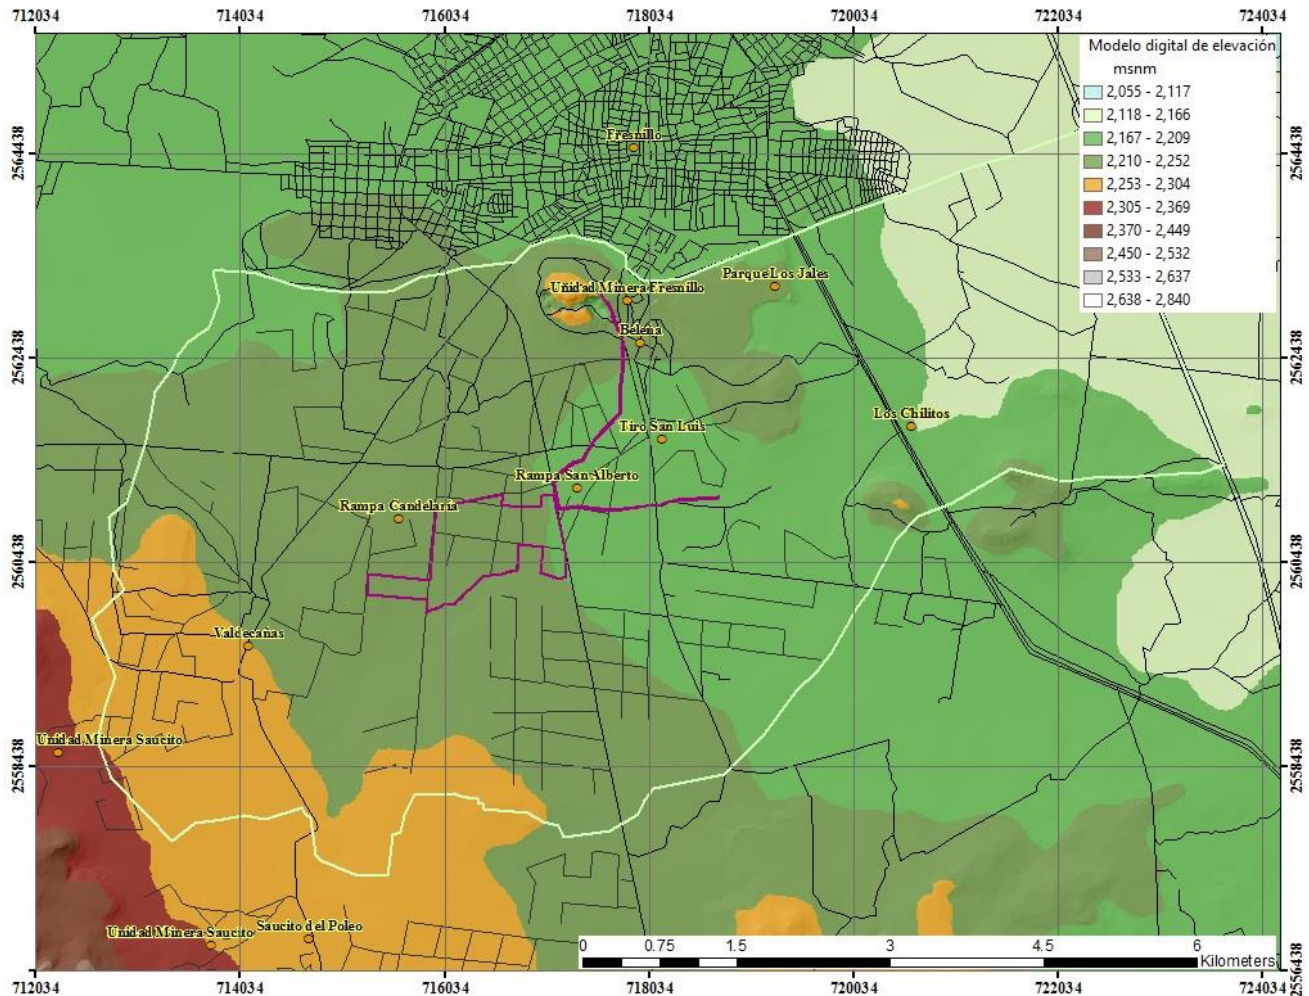 712034 714034 716034 718034 720034 722034 724034
Modelo digital de elevación
msnm
2,055 - 2,117
2,118 - 2,166
2,167 - 2,209
2,210 - 2,252
2,253 - 2,304
2,305 - 2,369
2,370 - 2,449
2,450 - 2,532
2,533 - 2,637
2,638 - 2,840
Fresnillo
2564438 2564438
Parque Los Jales
Unidad Minera Fresnillo
Beleña
2562438 2562438
Los Chilitos
Tiro San Luis
Rampa San Alberto
Rampa Candelaria
2560438 2560438
Valdecañas
Unidad Minera Saucito
2558438 2558438
Saucito del Poleo
Unidad Minera Saucito
0 0.75 1.5 3 4.5 6
Kilometers
2556438 2556438
712034 714034 716034 718034 720034 722034 724034